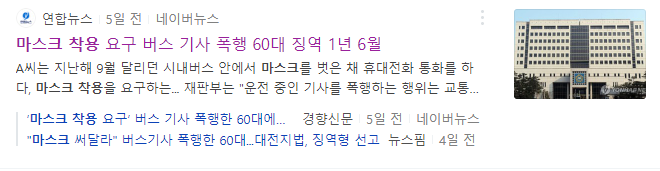 연합뉴스 5일 전 네이버뉴스
마스크 착용 요구 버스 기사 폭행 60대 징역 1년 6월
A씨는 지난해 9월 달리던 시내버스 안에서 마스크를 벗은 채 휴대전화 통화를 하
다, 마스크 착용을 요구하는... 재판부는 "운전 중인 기사를 폭행하는 행위는 교통...
'마스크 착용 요구' 버스 기사 폭행한 60대에... 경향신문 5일 전 네이버뉴스
"마스크 써달라" 버스기사 폭행한 60대...대전지법, 징역형 선고 뉴스핌 4일 전